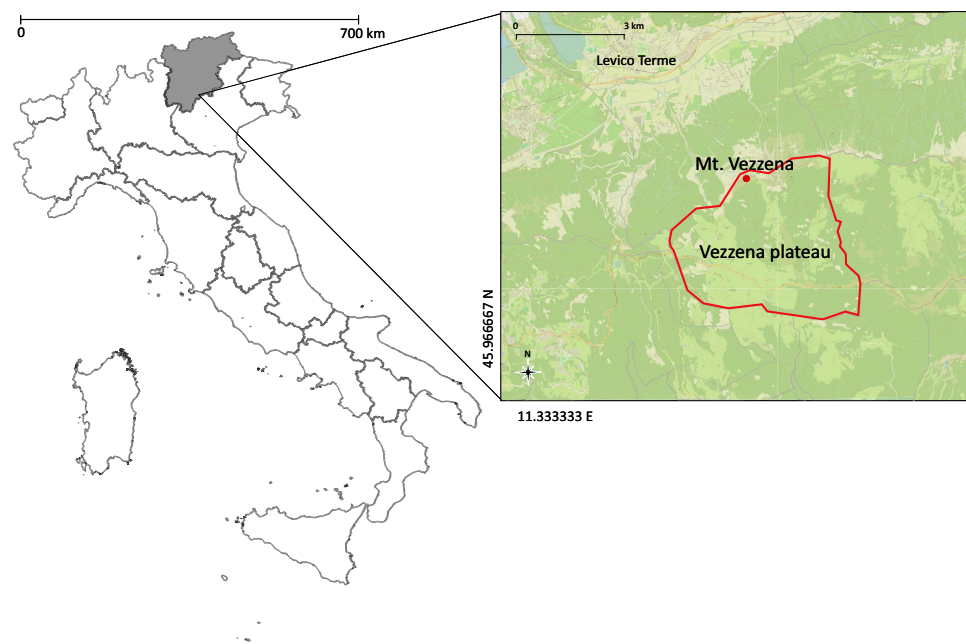 0
700 km
0
3 km
Levico Terme
Mt. Vezzena
Vezzena plateau
45.966667 N
N
11.333333 E